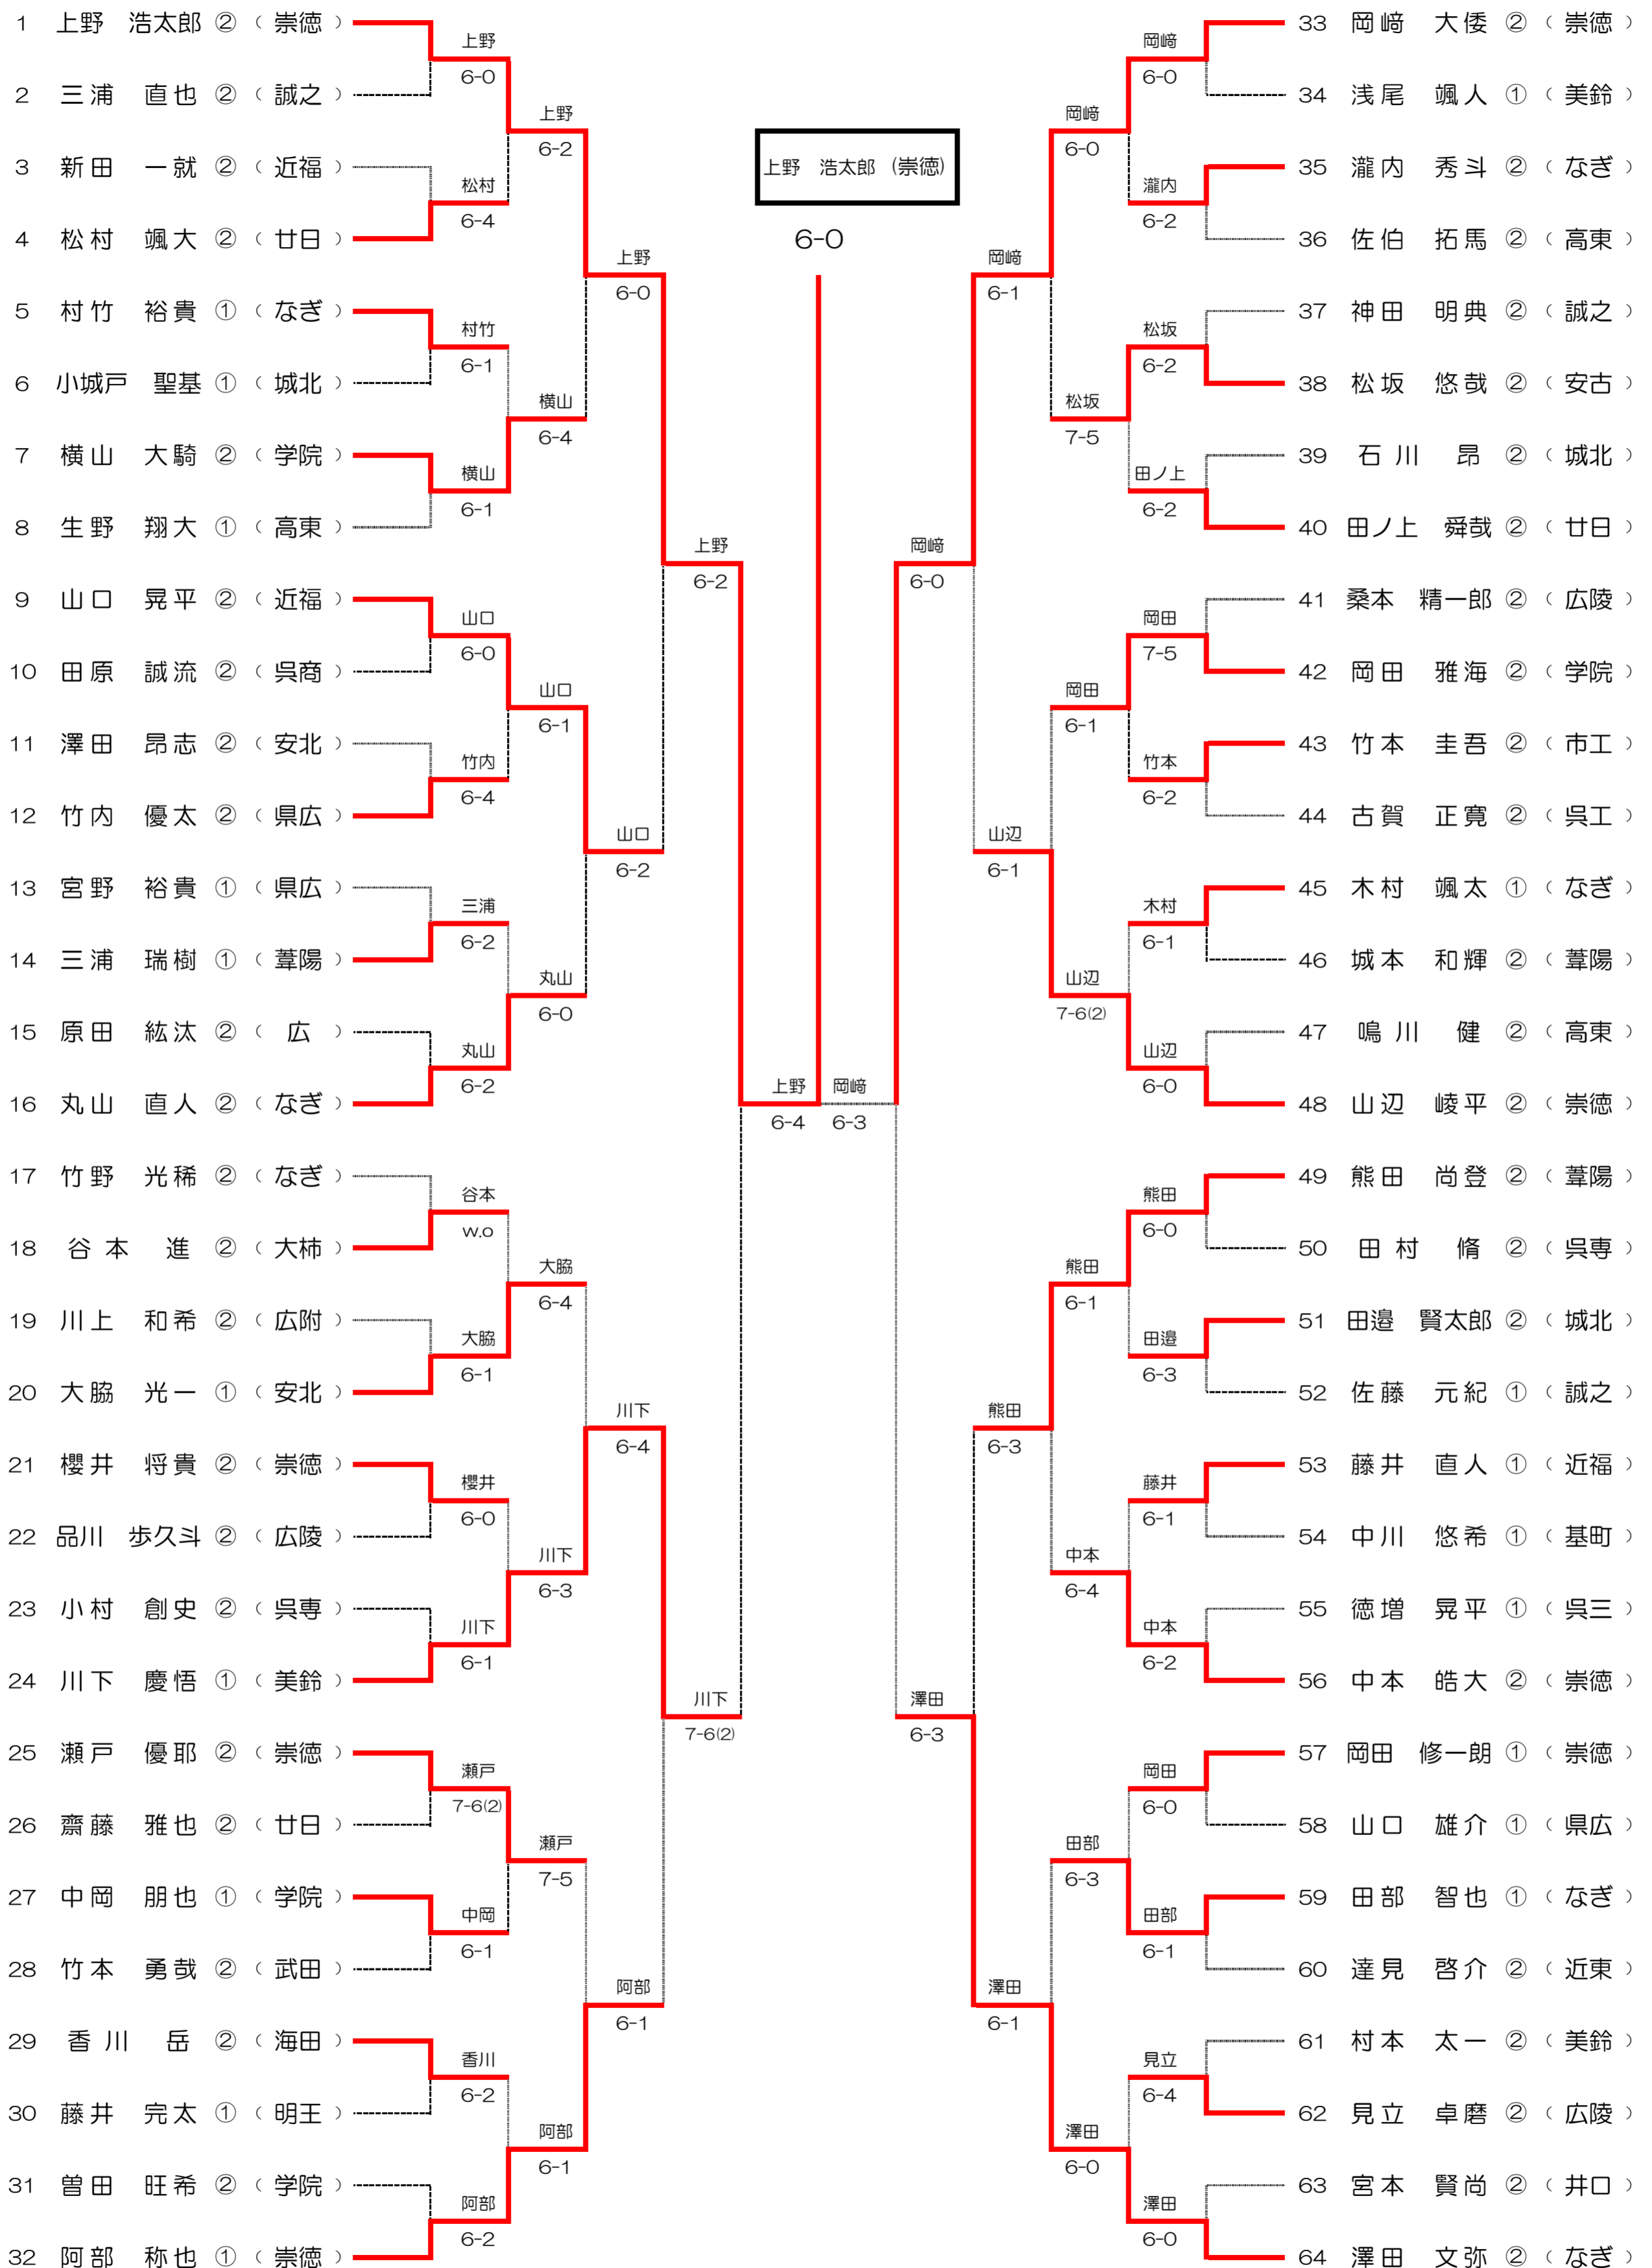 1 上野 浩太郎 ② ( 崇徳 )
2 三浦 直也 ② ( 誠之 )
3 新田 一就 ② ( 近福 )
4 松村 颯大 ② ( 廿日 )
5 村竹 裕貴 ① ( なぎ )
6 小城戸 聖基 ① ( 城北 )
7 横山 大騎 ② ( 学院 )
8 生野 翔大 ① ( 高東 )
9 山口 晃平 ② ( 近福 )
10 田原 誠流 ② ( 呉商 )
11 澤田 昂志 ② ( 安北 )
12 竹内 優太 ② ( 県広 )
13 宮野 裕貴 ① ( 県広 )
14 三浦 瑞樹 ① ( 葦陽 )
15 原田 紘汰 ② ( 広 )
16 丸山 直人 ② ( なぎ )
17 竹野 光稀 ② ( なぎ )
18 谷本 進 ② ( 大柿 )
19 川上 和希 ② ( 広附 )
20 大脇 光一 ① ( 安北 )
21 櫻井 将貴 ② ( 崇徳 )
22 品川 歩久斗 ② ( 広陵 )
23 小村 創史 ② ( 呉専 )
24 川下 慶悟 ① ( 美鈴 )
25 瀬戸 優耶 ② ( 崇徳 )
26 齋藤 雅也 ② ( 廿日 )
27 中岡 朋也 ① ( 学院 )
28 竹本 勇哉 ② ( 武田 )
29 香川 岳 ② ( 海田 )
30 藤井 完太 ① ( 明王 )
31 曽田 旺希 ② ( 学院 )
32 阿部 称也 ① ( 崇徳 )
上野
6-0
松村
6-4
村竹
6-1
横山
6-1
山口
6-0
竹内
6-4
三浦
6-2
丸山
6-2
谷本
w.o
大脇
6-1
櫻井
6-0
川下
6-1
瀬戸
7-6(2)
中岡
6-1
香川
6-2
阿部
6-2
上野
6-2
横山
6-4
山口
6-1
丸山
6-0
大脇
6-4
川下
6-3
瀬戸
7-5
阿部
6-1
上野
6-0
山口
6-2
川下
6-4
阿部
6-1
上野
6-2
川下
7-6(2)
上野
6-4
上野 浩太郎 (崇徳)
6-0
岡﨑
6-3
岡﨑
6-0
澤田
6-3
岡﨑
6-1
山辺
6-1
熊田
6-3
澤田
6-1
岡﨑
6-0
松坂
7-5
岡田
6-1
山辺
7-6(2)
熊田
6-1
中本
6-4
田部
6-3
澤田
6-0
岡﨑
6-0
瀧内
6-2
松坂
6-2
田ノ上
6-2
岡田
7-5
竹本
6-2
木村
6-1
山辺
6-0
熊田
6-0
田邉
6-3
藤井
6-1
中本
6-2
岡田
6-0
田部
6-1
見立
6-4
澤田
6-0
33 岡﨑 大倭 ② ( 崇徳 )
34 浅尾 颯人 ① ( 美鈴 )
35 瀧内 秀斗 ② ( なぎ )
36 佐伯 拓馬 ② ( 高東 )
37 神田 明典 ② ( 誠之 )
38 松坂 悠哉 ② ( 安古 )
39 石川 昂 ② ( 城北 )
40 田ノ上 舜哉 ② ( 廿日 )
41 桑本 精一郎 ② ( 広陵 )
42 岡田 雅海 ② ( 学院 )
43 竹本 圭吾 ② ( 市工 )
44 古賀 正寛 ② ( 呉工 )
45 木村 颯太 ① ( なぎ )
46 城本 和輝 ② ( 葦陽 )
47 鳴川 健 ② ( 高東 )
48 山辺 崚平 ② ( 崇徳 )
49 熊田 尚登 ② ( 葦陽 )
50 田村 脩 ② ( 呉専 )
51 田邉 賢太郎 ② ( 城北 )
52 佐藤 元紀 ① ( 誠之 )
53 藤井 直人 ① ( 近福 )
54 中川 悠希 ① ( 基町 )
55 徳増 晃平 ① ( 呉三 )
56 中本 皓大 ② ( 崇徳 )
57 岡田 修一朗 ① ( 崇徳 )
58 山口 雄介 ① ( 県広 )
59 田部 智也 ① ( なぎ )
60 達見 啓介 ② ( 近東 )
61 村本 太一 ② ( 美鈴 )
62 見立 卓磨 ② ( 広陵 )
63 宮本 賢尚 ② ( 井口 )
64 澤田 文弥 ② ( なぎ )